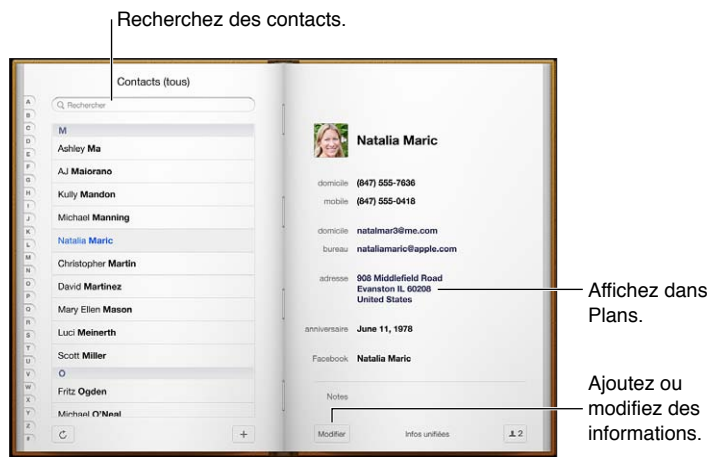 Recherchez des contacts.
Contacts (tous)
Rechercher
A
B
C
D
E
F
G
H
I
J
K
L
M
N
O
P
Q
R
S
T
U
V
W
X
Y
Z
#
M
Ashley Ma
AJ Maiorano
Kully Mandon
Michael Manning
Natalia Maric
Christopher Martin
David Martinez
Mary Ellen Mason
Luci Meinerth
Scott Miller
O
Fritz Ogden
Michael O'Neal
Natalia Maric
domicile (847) 555-7636
mobile (847) 555-0418
domicile natalmar3@me.com
bureau nataliamaric@apple.com
adresse 908 Middlefield Road
Evanston IL 60208
United States
anniversaire June 11, 1978
Facebook Natalia Maric
Notes
Modifier Infos unifiées 2
Affichez dans
Plans.
Ajoutez ou
modifiez des
informations.